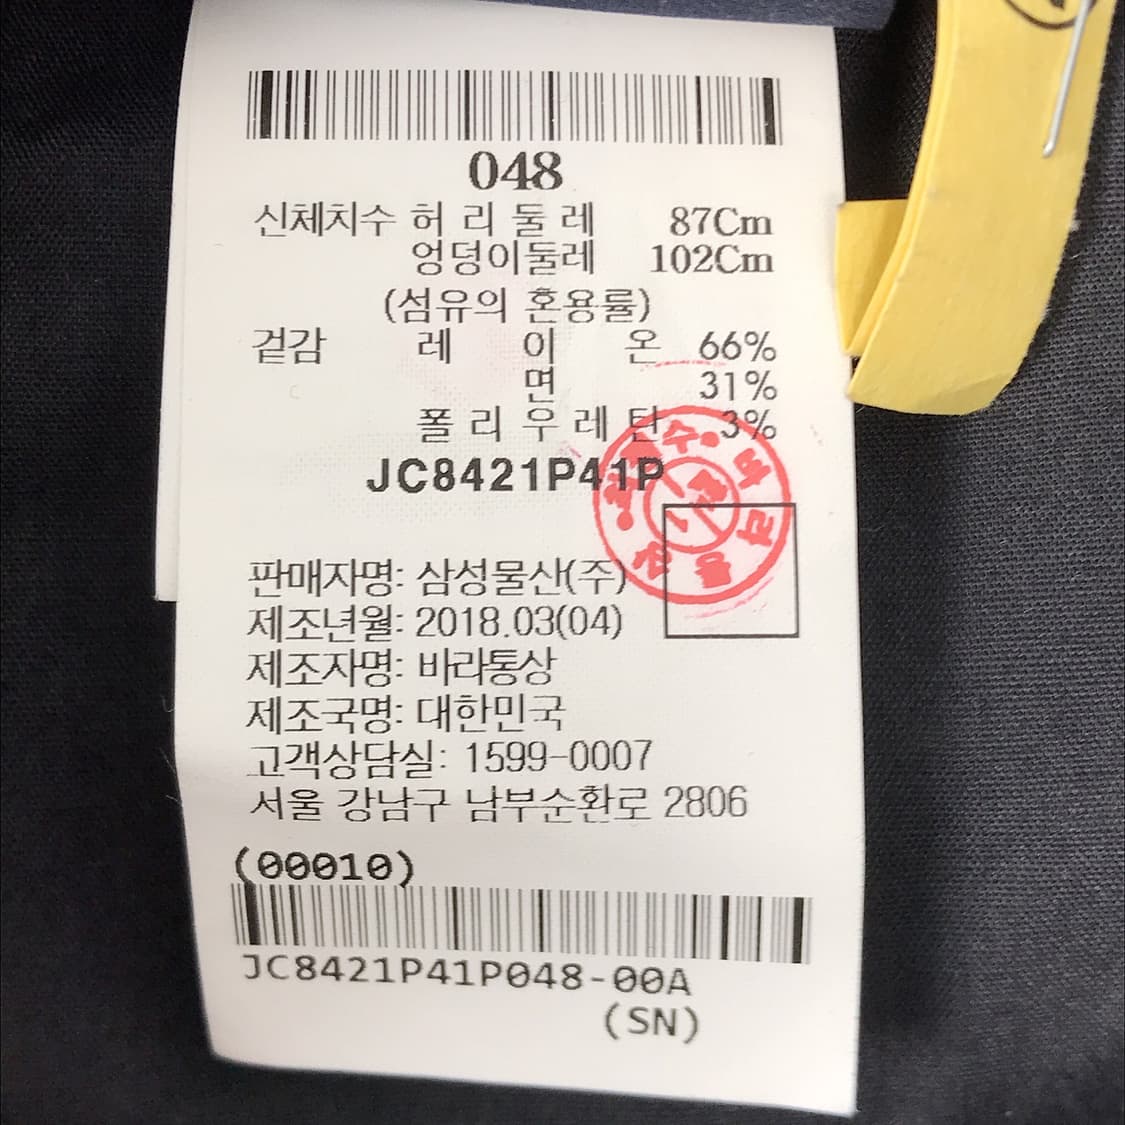 048
신체치수 허 리 둘 레 87Cm
엉덩이둘레 102Cm
(섬유의 혼용률)
겉감 레 이 온 66%
면 31%
폴 리 우 레 탄 3%
JC8421P41P
판매자명: 삼성물산(주)
제조년월: 2018.03(04)
제조자명: 바라통상
제조국명: 대한민국
고객상담실: 1599-0007
서울 강남구 남부순환로 2806
(00010)
JC8421P41P048-00A
(SN)